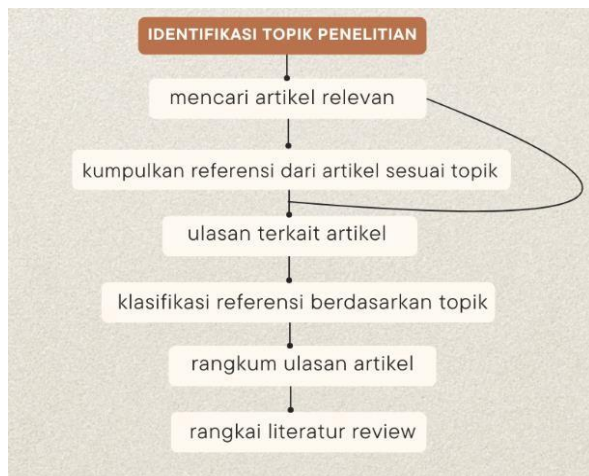 IDENTIFIKASI TOPIK PENELITIAN
mencari artikel relevan
kumpulkan referensi dari artikel sesuai topik
ulasan terkait artikel
klasifikasi referensi berdasarkan topik
rangkum ulasan artikel
rangkai literatur review